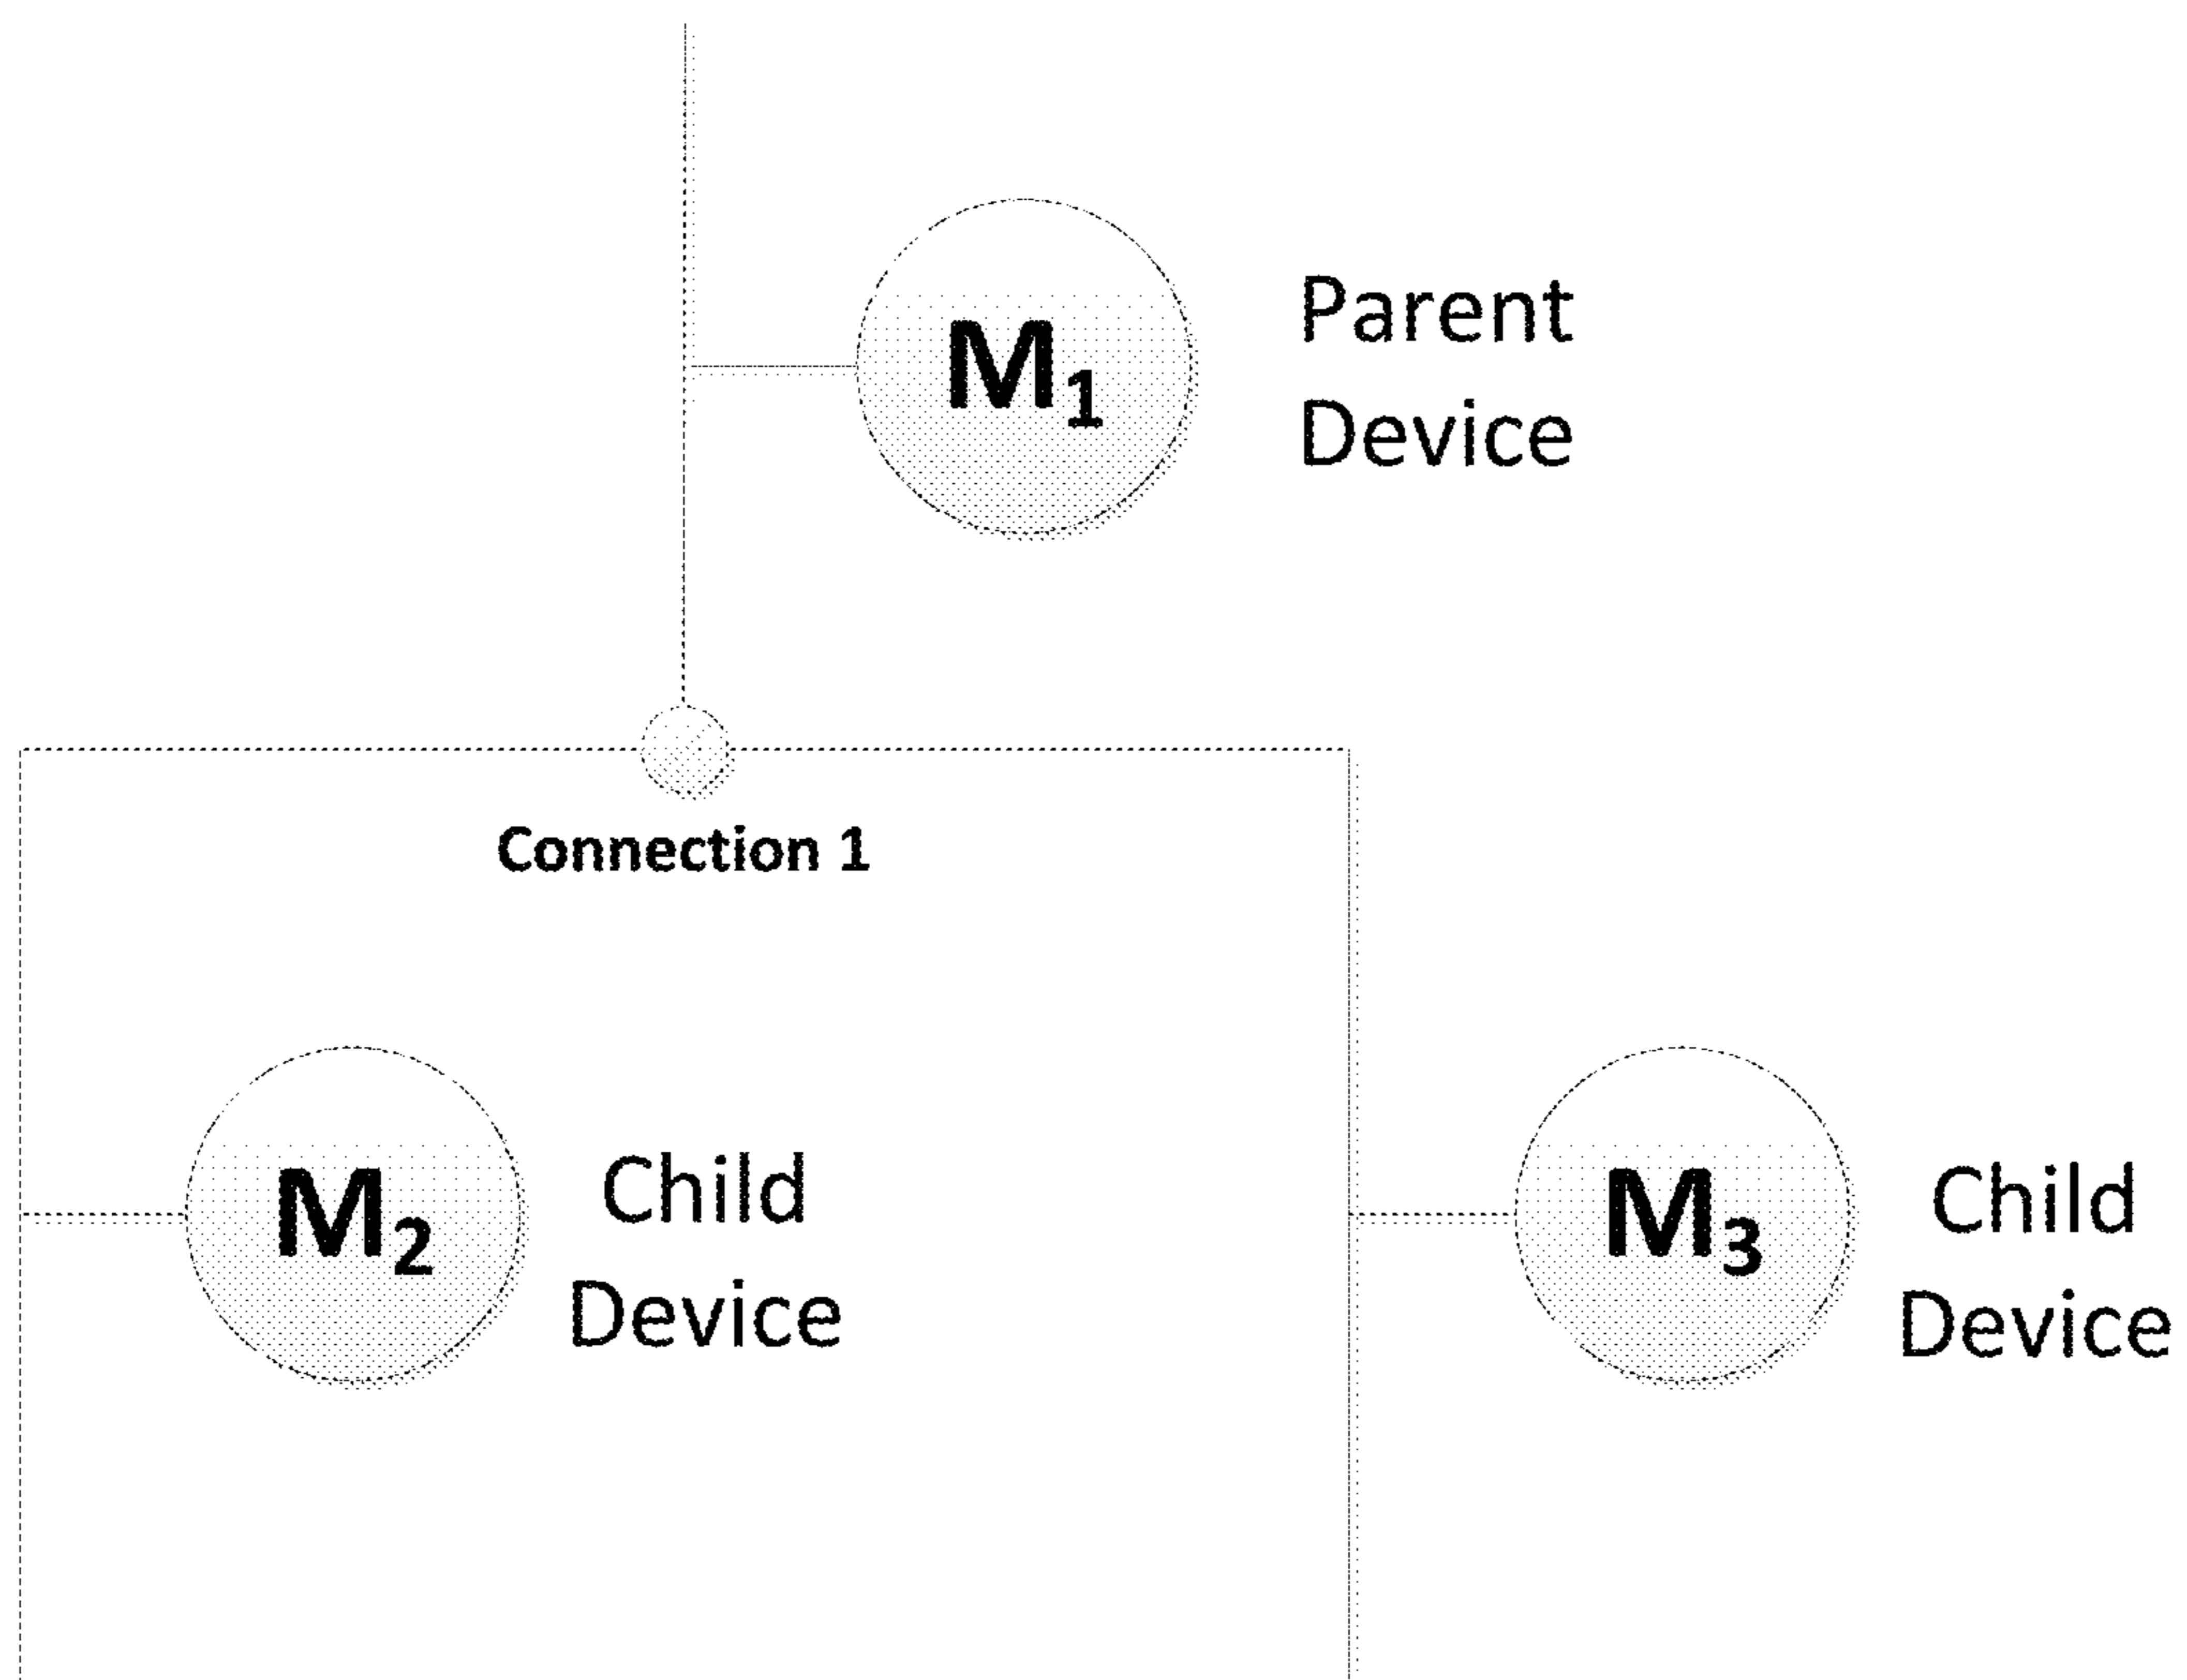 M₁
Parent
Device
Connection 1
M₂
Child
Device
M₃
Child
Device